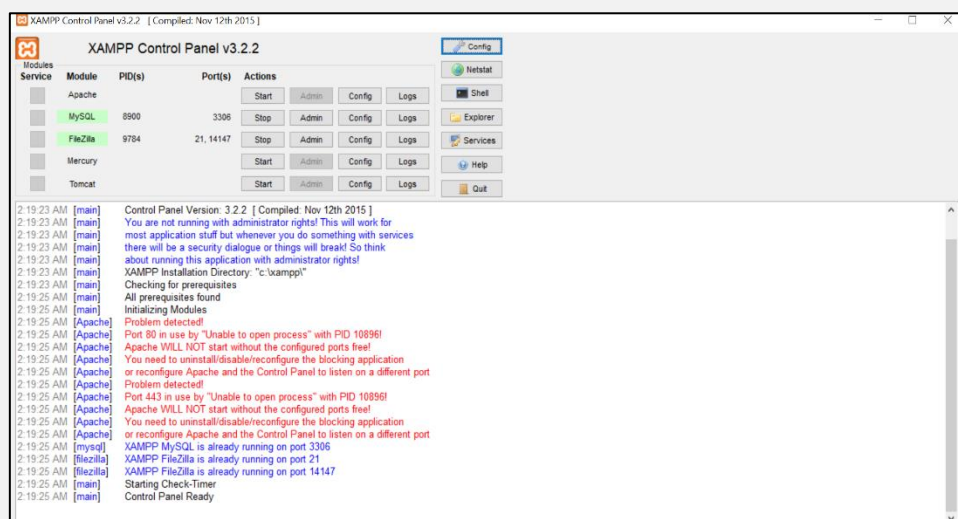 XAMPP Control Panel v3.2.2 [ Compiled: Nov 12th 2015 ]
XAMPP Control Panel v3.2.2
Config
Modules
Service Module PID(s) Port(s) Actions
Netstat
Apache Start Admin Config Logs
Shell
MySQL 8900 3306 Stop Admin Config Logs
Explorer
FileZilla 9784 21, 14147 Stop Admin Config Logs
Services
Mercury Start Admin Config Logs
Help
Tomcat Start Admin Config Logs
Quit
2:19:23 AM [main] Control Panel Version: 3.2.2 [ Compiled: Nov 12th 2015 ]
2:19:23 AM [main] You are not running with administrator rights! This will work for
2:19:23 AM [main] most application stuff but whenever you do something with services
2:19:23 AM [main] there will be a security dialogue or things will break! So think
2:19:23 AM [main] about running this application with administrator rights!
2:19:23 AM [main] XAMPP Installation Directory: "c:\xampp\"
2:19:23 AM [main] Checking for prerequisites
2:19:25 AM [main] All prerequisites found
2:19:25 AM [main] Initializing Modules
2:19:25 AM [Apache] Problem detected!
2:19:25 AM [Apache] Port 80 in use by "Unable to open process" with PID 10896!
2:19:25 AM [Apache] Apache WILL NOT start without the configured ports free!
2:19:25 AM [Apache] You need to uninstall/disable/reconfigure the blocking application
2:19:25 AM [Apache] or reconfigure Apache and the Control Panel to listen on a different port
2:19:25 AM [Apache] Problem detected!
2:19:25 AM [Apache] Port 443 in use by "Unable to open process" with PID 10896!
2:19:25 AM [Apache] Apache WILL NOT start without the configured ports free!
2:19:25 AM [Apache] You need to uninstall/disable/reconfigure the blocking application
2:19:25 AM [Apache] or reconfigure Apache and the Control Panel to listen on a different port
2:19:25 AM [mysql] XAMPP MySQL is already running on port 3306
2:19:25 AM [filezilla] XAMPP FileZilla is already running on port 21
2:19:25 AM [filezilla] XAMPP FileZilla is already running on port 14147
2:19:25 AM [main] Starting Check-Timer
2:19:25 AM [main] Control Panel Ready